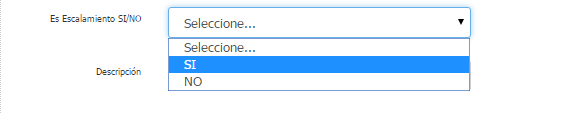 Es Escalamiento SI/NO
Seleccione...
Seleccione...
SI
Descripción
NO